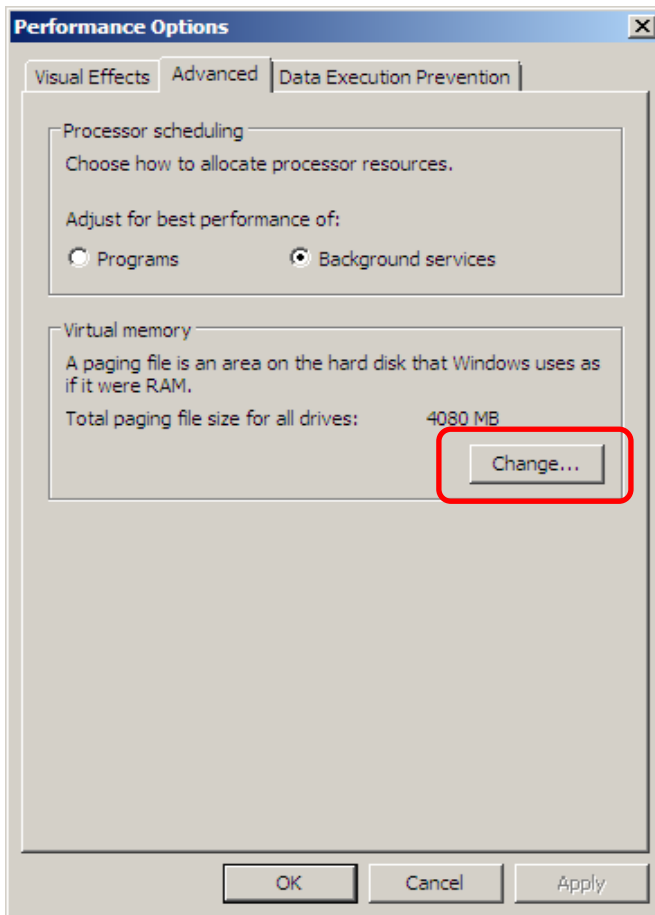 Performance Options
Visual Effects Advanced Data Execution Prevention
Processor scheduling
Choose how to allocate processor resources.
Adjust for best performance of:
Programs Background services
Virtual memory
A paging file is an area on the hard disk that Windows uses as
if it were RAM.
Total paging file size for all drives: 4080 MB
Change...
OK Cancel Apply